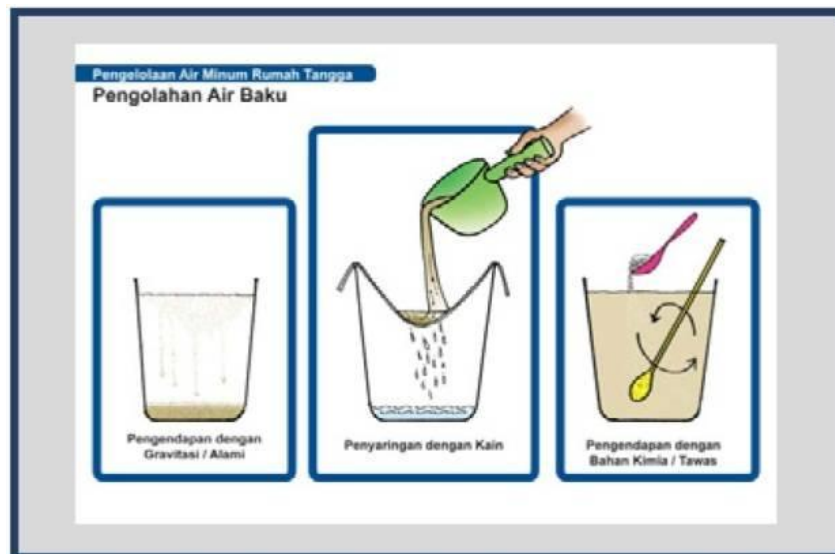 Pengelolaan Air Minum Rumah Tangga
Pengolahan Air Baku
Pengendapan dengan
Gravitasi / Alami
Penyaringan dengan Kain
Pengendapan dengan
Bahan Kimia / Tawas